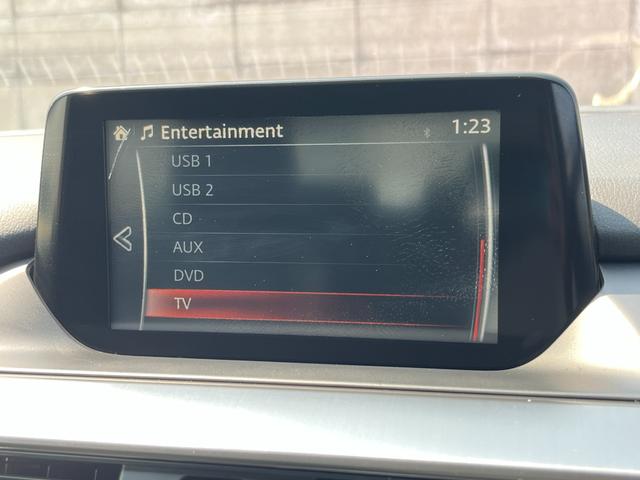 Entertainment 1:23
USB 1
USB 2
CD
AUX
DVD
TV